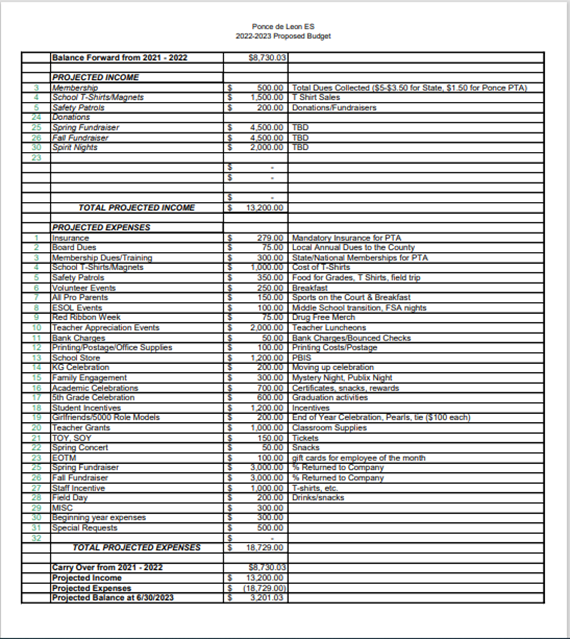 Ponce de Leon ES
2022-2023 Proposed Budget
Balance Forward from 2021 - 2022 $8,730.03
PROJECTED INCOME
3 Membership $ 500.00 Total Dues Collected ($5-$3.50 for State, $1.50 for Ponce PTA)
4 School T-Shirts/Magnets $ 1,500.00 T Shirt Sales
5 Safety Patrols $ 200.00 Donations/Fundraisers
24 Donations
25 Spring Fundraiser $ 4,500.00 TBD
26 Fall Fundraiser $ 4,500.00 TBD
30 Spirit Nights $ 2,000.00 TBD
23
$ -
$ -
$ -
TOTAL PROJECTED INCOME $ 13,200.00
PROJECTED EXPENSES
1 Insurance $ 279.00 Mandatory Insurance for PTA
2 Board Dues $ 75.00 Local Annual Dues to the County
3 Membership Dues/Training $ 300.00 State/National Memberships for PTA
4 School T-Shirts/Magnets $ 1,000.00 Cost of T-Shirts
5 Safety Patrols $ 350.00 Food for Grades, T Shirts, field trip
6 Volunteer Events $ 250.00 Breakfast
7 All Pro Parents $ 150.00 Sports on the Court & Breakfast
8 ESOL Events $ 100.00 Middle School transition, FSA nights
9 Red Ribbon Week $ 75.00 Drug Free Merch
10 Teacher Appreciation Events $ 2,000.00 Teacher Luncheons
11 Bank Charges $ 50.00 Bank Charges/Bounced Checks
12 Printing/Postage/Office Supplies $ 100.00 Printing Costs/Postage
13 School Store $ 1,200.00 PBIS
14 KG Celebration $ 200.00 Moving up celebration
15 Family Engagement $ 300.00 Mystery Night, Publix Night
16 Academic Celebrations $ 700.00 Certificates, snacks, rewards
17 5th Grade Celebration $ 600.00 Graduation activities
18 Student Incentives $ 1,200.00 Incentives
19 Girlfriends/5000 Role Models $ 200.00 End of Year Celebration, Pearls, tie ($100 each)
20 Teacher Grants $ 1,000.00 Classroom Supplies
21 TOY, SOY $ 150.00 Tickets
22 Spring Concert $ 50.00 Snacks
23 EOTM $ 100.00 gift cards for employee of the month
25 Spring Fundraiser $ 3,000.00 % Returned to Company
26 Fall Fundraiser $ 3,000.00 % Returned to Company
27 Staff Incentive $ 1,000.00 T-shirts, etc.
28 Field Day $ 200.00 Drinks/snacks
29 MISC $ 300.00
30 Beginning year expenses $ 300.00
31 Special Requests $ 500.00
32 $ -
TOTAL PROJECTED EXPENSES $ 18,729.00
Carry Over from 2021 - 2022 $8,730.03
Projected Income $ 13,200.00
Projected Expenses $ (18,729.00)
Projected Balance at 6/30/2023 $ 3,201.03